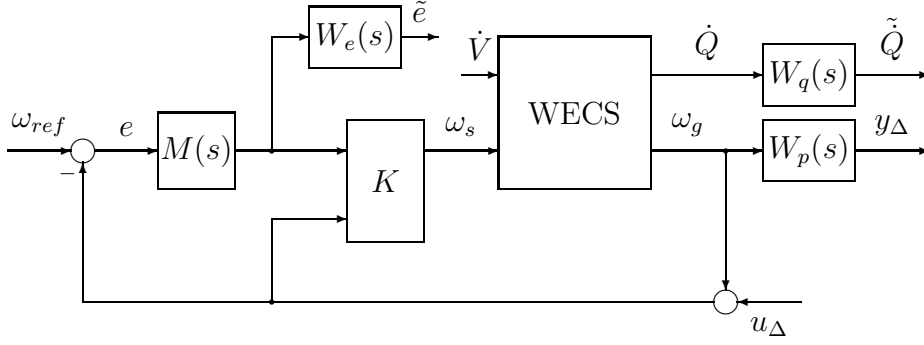 ẽ
W_e(s)
V̇
Q̇
Q̇̃
WECS
W_q(s)
ω_ref
e
ω_s
ω_g
y_Δ
M(s)
W_p(s)
K
−
u_Δ